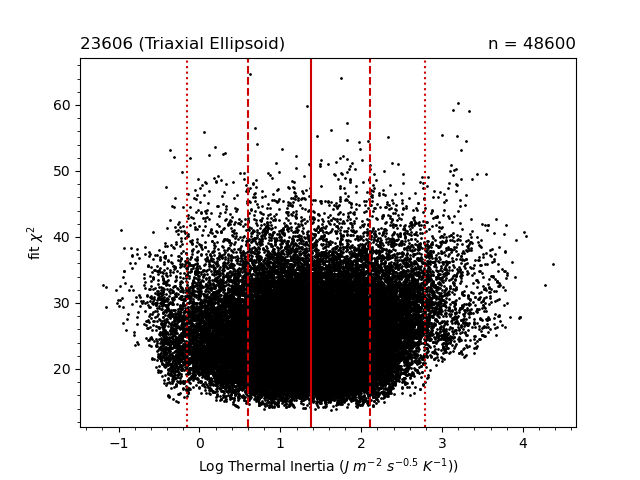 23606 (Triaxial Ellipsoid)
n = 48600
fit χ²
60
50
40
30
20
−1 0 1 2 3 4
Log Thermal Inertia (J m⁻² s⁻⁰·⁵ K⁻¹))